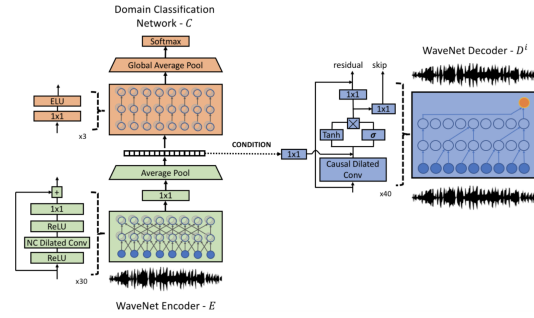 Domain Classification
Network - C
Softmax
Global Average Pool
ELU
1x1
x3
CONDITION
Average Pool
1x1
+
1x1
ReLU
NC Dilated Conv
ReLU
x30
WaveNet Encoder - E
residual
skip
1x1
1x1
Tanh
σ
1x1
Causal Dilated
Conv
x40
WaveNet Decoder - Dⁱ